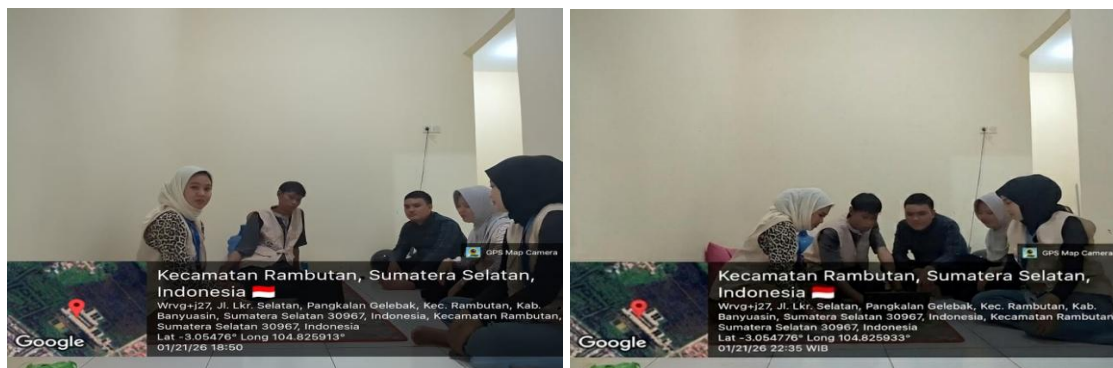 GPS Map Camera
Kecamatan Rambutan, Sumatera Selatan,
Indonesia
Wrvg+j27, Jl. Lkr. Selatan, Pangkalan Gelebak, Kec. Rambutan, Kab.
Banyuasin, Sumatera Selatan 30967, Indonesia, Kecamatan Rambutan,
Sumatera Selatan 30967, Indonesia
Lat -3.05476° Long 104.825913°
01/21/26 18:50
Google
GPS Map Camera
Kecamatan Rambutan, Sumatera Selatan,
Indonesia
Wrvg+j27, Jl. Lkr. Selatan, Pangkalan Gelebak, Kec. Rambutan, Kab.
Banyuasin, Sumatera Selatan 30967, Indonesia, Kecamatan Rambutan,
Sumatera Selatan 30967, Indonesia
Lat -3.054776° Long 104.825933°
01/21/26 22:35 WIB
Google